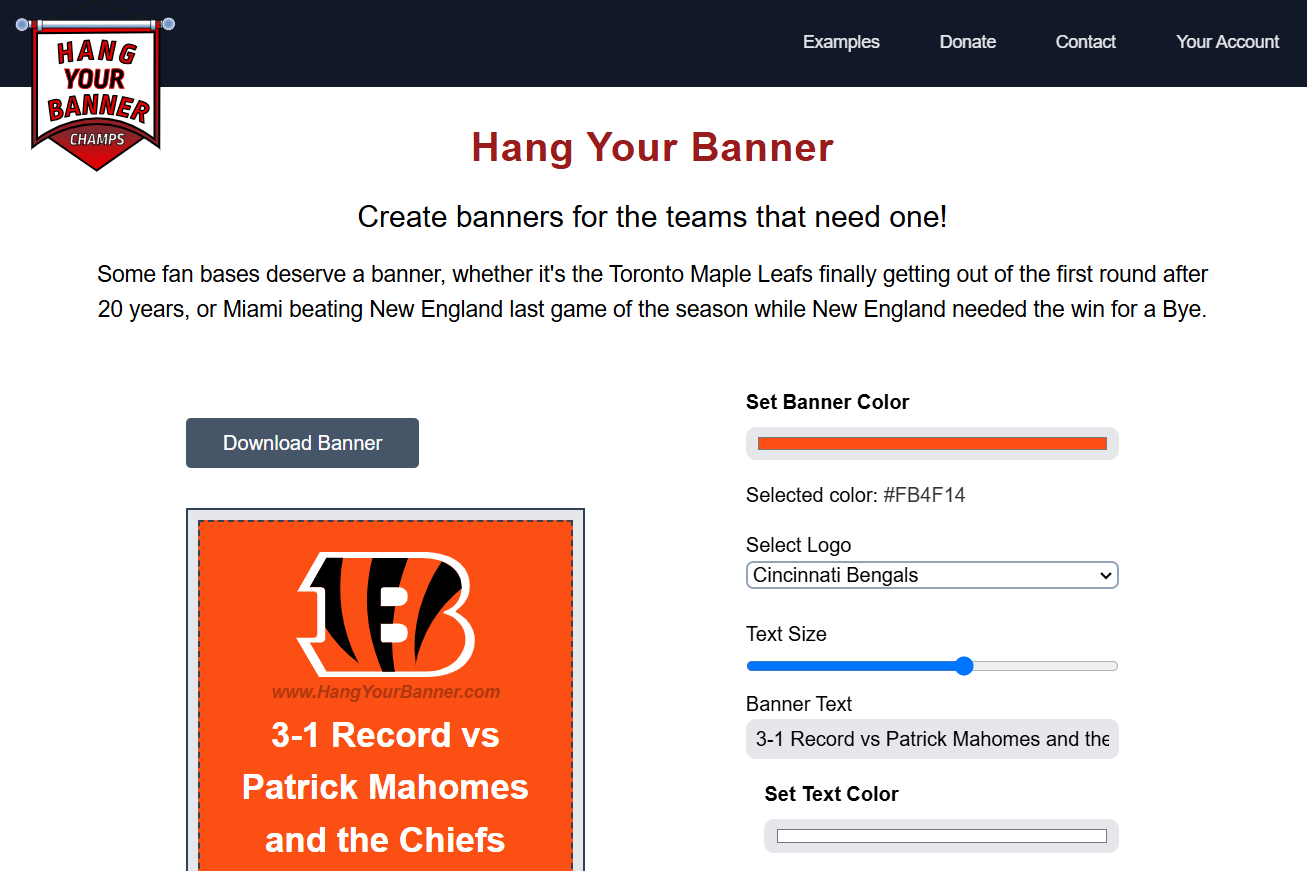 HANG
YOUR
BANNER
CHAMPS
Examples
Donate
Contact
Your Account
Hang Your Banner
Create banners for the teams that need one!
Some fan bases deserve a banner, whether it's the Toronto Maple Leafs finally getting out of the first round after
20 years, or Miami beating New England last game of the season while New England needed the win for a Bye.
Download Banner
B
www.HangYourBanner.com
3-1 Record vs
Patrick Mahomes
and the Chiefs
Set Banner Color
Selected color: #FB4F14
Select Logo
Cincinnati Bengals
Text Size
Banner Text
3-1 Record vs Patrick Mahomes and the
Set Text Color